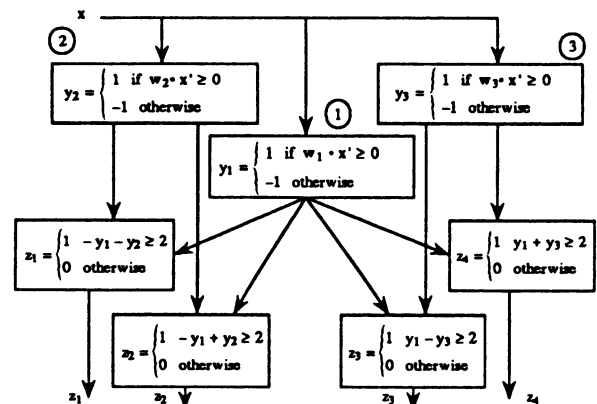 x
②
③
y₂ = { 1 if w₂• x' ≥ 0
-1 otherwise
y₃ = { 1 if w₃• x' ≥ 0
-1 otherwise
①
y₁ = { 1 if w₁ • x' ≥ 0
-1 otherwise
z₁ = { 1 - y₁ - y₂ ≥ 2
0 otherwise
z₄ = { 1 y₁ + y₃ ≥ 2
0 otherwise
z₂ = { 1 - y₁ + y₂ ≥ 2
0 otherwise
z₃ = { 1 y₁ - y₃ ≥ 2
0 otherwise
z₁ z₂ z₃ z₄